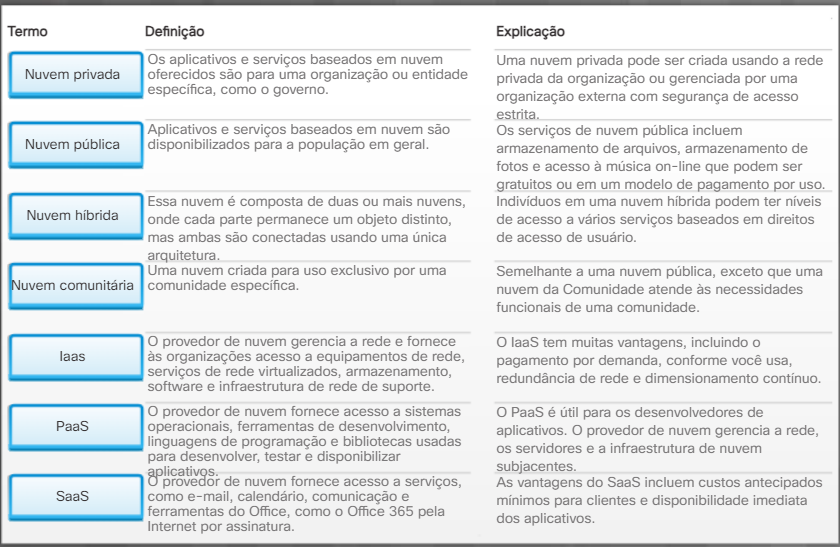 Termo Definição Explicação
Nuvem privada
Os aplicativos e serviços baseados em nuvem
oferecidos são para uma organização ou entidade
específica, como o governo.
Uma nuvem privada pode ser criada usando a rede
privada da organização ou gerenciada por uma
organização externa com segurança de acesso
estrita.
Nuvem pública
Aplicativos e serviços baseados em nuvem são
disponibilizados para a população em geral.
Os serviços de nuvem pública incluem
armazenamento de arquivos, armazenamento de
fotos e acesso à música on-line que podem ser
gratuitos ou em um modelo de pagamento por uso.
Nuvem híbrida
Essa nuvem é composta de duas ou mais nuvens,
onde cada parte permanece um objeto distinto,
mas ambas são conectadas usando uma única
arquitetura.
Indivíduos em uma nuvem híbrida podem ter níveis
de acesso a vários serviços baseados em direitos
de acesso de usuário.
Nuvem comunitária
Uma nuvem criada para uso exclusivo por uma
comunidade específica.
Semelhante a uma nuvem pública, exceto que uma
nuvem da Comunidade atende às necessidades
funcionais de uma comunidade.
Iaas
O provedor de nuvem gerencia a rede e fornece
às organizações acesso a equipamentos de rede,
serviços de rede virtualizados, armazenamento,
software e infraestrutura de rede de suporte.
O IaaS tem muitas vantagens, incluindo o
pagamento por demanda, conforme você usa,
redundância de rede e dimensionamento contínuo.
PaaS
O provedor de nuvem fornece acesso a sistemas
operacionais, ferramentas de desenvolvimento,
linguagens de programação e bibliotecas usadas
para desenvolver, testar e disponibilizar
aplicativos.
O PaaS é útil para os desenvolvedores de
aplicativos. O provedor de nuvem gerencia a rede,
os servidores e a infraestrutura de nuvem
subjacentes.
SaaS
O provedor de nuvem fornece acesso a serviços,
como e-mail, calendário, comunicação e
ferramentas do Office, como o Office 365 pela
Internet por assinatura.
As vantagens do SaaS incluem custos antecipados
mínimos para clientes e disponibilidade imediata
dos aplicativos.